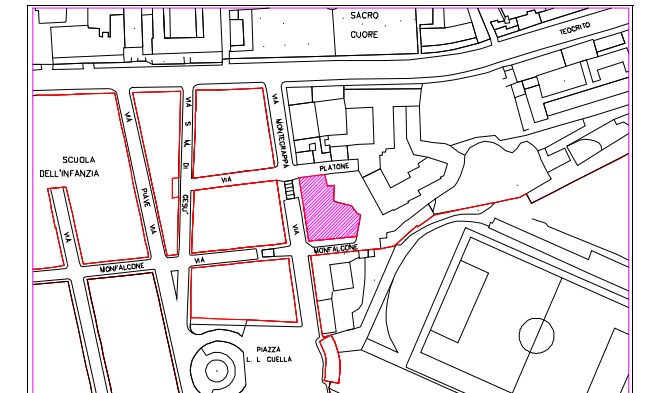 SACRO
CUORE
TEOCRITO
VIA
MONTEGRAPPA
VIA S. M. DI GESU'
VIA
PIAVE
VIA
SCUOLA
DELL'INFANZIA
PLATONE
VIA
VIA
VIA
MONFALCONE
VIA
MONFALCONE
PIAZZA
L. L. CUELLA